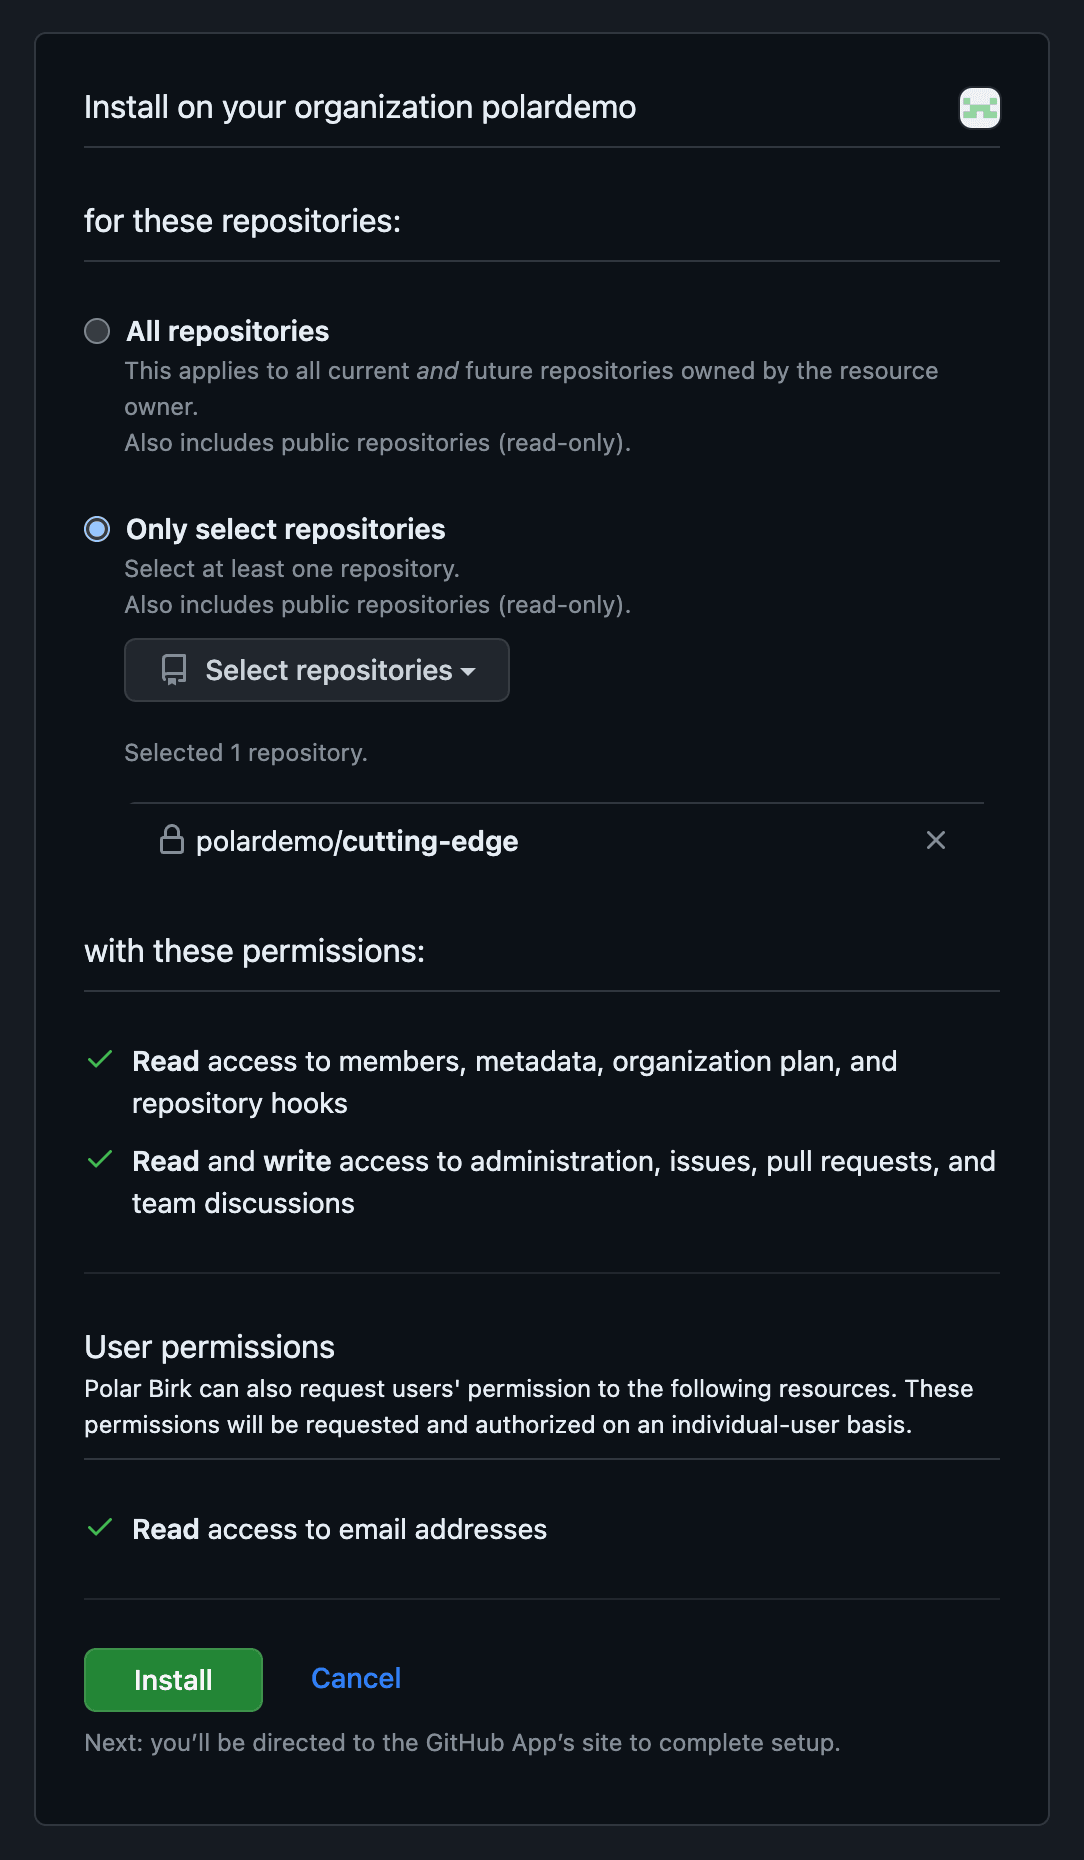 Install on your organization polardemo
for these repositories:
All repositories
This applies to all current and future repositories owned by the resource
owner.
Also includes public repositories (read-only).
Only select repositories
Select at least one repository.
Also includes public repositories (read-only).
Select repositories
Selected 1 repository.
polardemo/cutting-edge
with these permissions:
Read access to members, metadata, organization plan, and
repository hooks
Read and write access to administration, issues, pull requests, and
team discussions
User permissions
Polar Birk can also request users' permission to the following resources. These
permissions will be requested and authorized on an individual-user basis.
Read access to email addresses
Install Cancel
Next: you’ll be directed to the GitHub App’s site to complete setup.